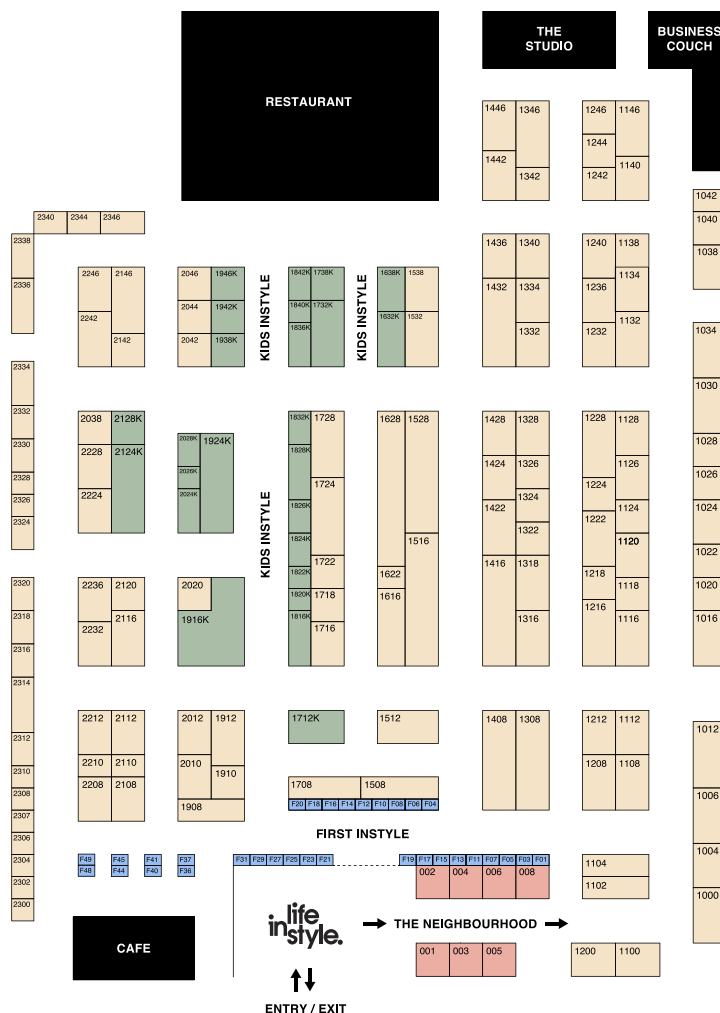 THE
STUDIO
BUSINESS
COUCH
RESTAURANT
1446 1346 1246 1146
1244
1442 1342 1242 1140
1042
1040
1038
2340 2344 2346
2338
2336
1436 1340 1240 1138
1432 1334 1236 1134
1332 1232 1132
2246 2146 2046 1946K
KIDS INSTYLE
1842K 1738K
KIDS INSTYLE
1638K 1538
2044 1942K 1840K 1732K
2242 1836K 1632K 1532
2142 2042 1938K
1034
1030
1028
1026
1024
1022
1020
1016
2334
2332
2330
2328
2326
2324
2038 2128K
2228 2124K
2224
2028K 1924K
2026K
2024K
KIDS INSTYLE
1832K 1728
1828K
1724
1826K
1824K
1722
1822K
1820K 1718
1816K
1716
1628 1528
1516
1622
1616
1428 1328
1424 1326
1324
1422
1322
1416 1318
1316
1228 1128
1126
1224
1124
1222
1120
1218
1118
1216
1116
2320
2318
2316
2314
2312
2310
2308
2307
2306
2304
2302
2300
2236 2120
2232 2116
2020
1916K
2212 2112
2210 2110
2208 2108
2012 1912
2010
1910
1908
1712K 1512
1408 1308
1212 1112
1208 1108
1012
1006
1004
1000
1708 1508
F20 F18 F16 F14 F12 F10 F08 F06 F04
FIRST INSTYLE
F49 F45 F41 F37
F48 F44 F40 F36
F31 F29 F27 F25 F23 F21
F19 F17 F15 F13 F11 F07 F05 F03 F01
002 004 006 008
1104
1102
CAFE
life
instyle.
THE NEIGHBOURHOOD
001 003 005
1200 1100
ENTRY / EXIT